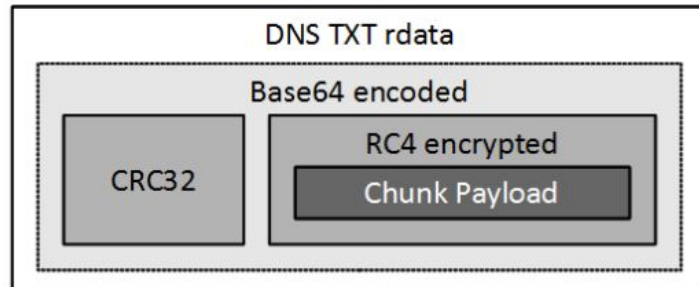 DNS TXT rdata
Base64 encoded
CRC32
RC4 encrypted
Chunk Payload